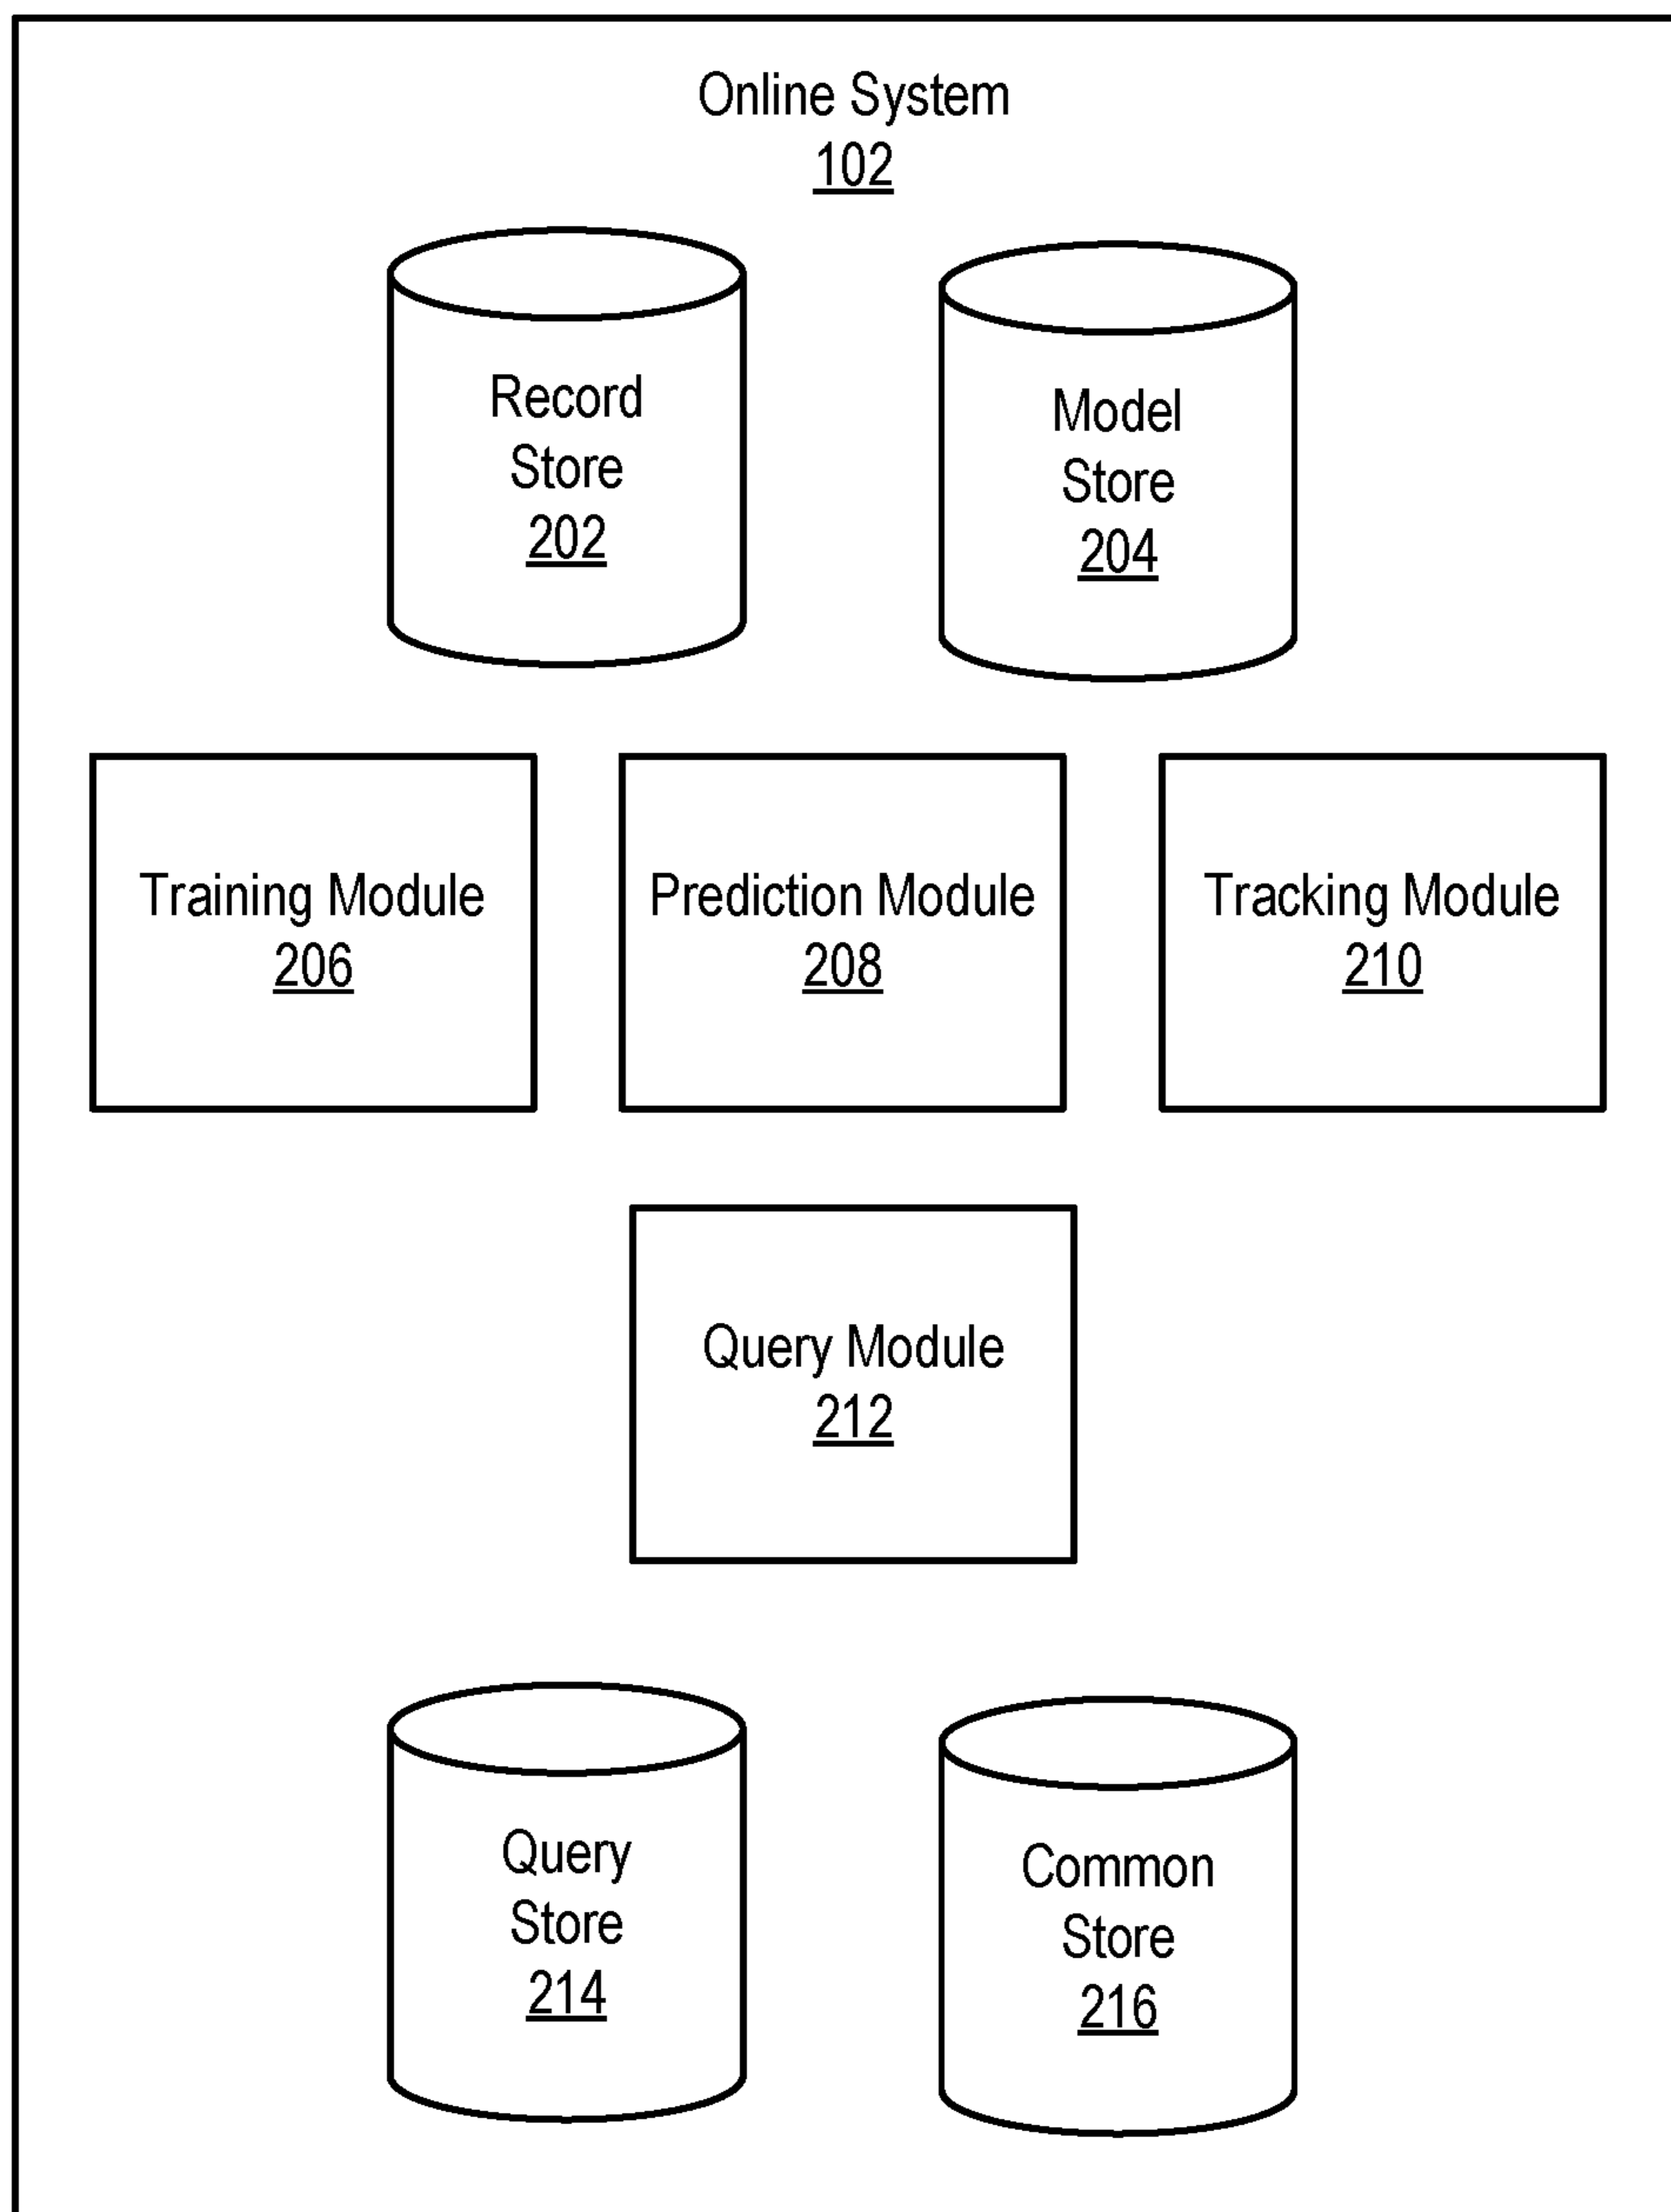 Online System
102
Record
Store
202
Model
Store
204
Training Module
206
Prediction Module
208
Tracking Module
210
Query Module
212
Query
Store
214
Common
Store
216